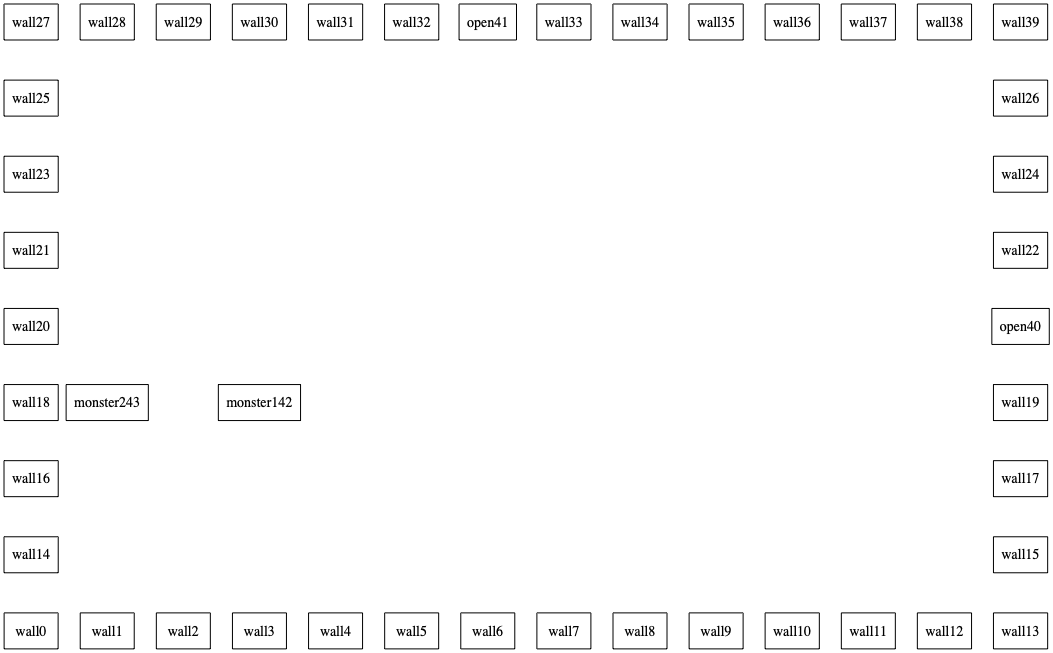 wall27 wall28 wall29 wall30 wall31 wall32 open41 wall33 wall34 wall35 wall36 wall37 wall38 wall39
wall25 wall26
wall23 wall24
wall21 wall22
wall20 open40
wall18 monster243 monster142 wall19
wall16 wall17
wall14 wall15
wall0 wall1 wall2 wall3 wall4 wall5 wall6 wall7 wall8 wall9 wall10 wall11 wall12 wall13